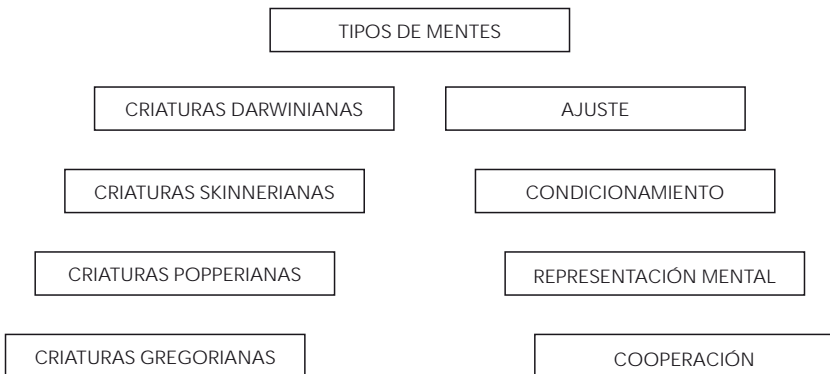 TIPOS DE MENTES
CRIATURAS DARWINIANAS
AJUSTE
CRIATURAS SKINNERIANAS
CONDICIONAMIENTO
CRIATURAS POPPERIANAS
REPRESENTACIÓN MENTAL
CRIATURAS GREGORIANAS
COOPERACIÓN